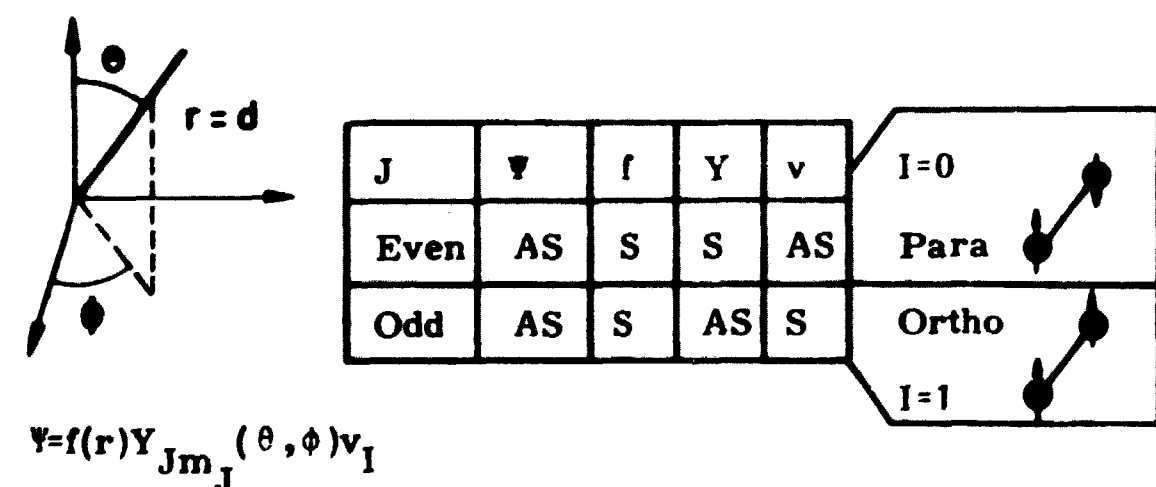 θ
r = d
ϕ
J Ψ f Y v
Even AS S S AS
Odd AS S AS S
I=0
Para
Ortho
I=1
Ψ=f(r)Y_{Jm_J}(θ,ϕ)v_I